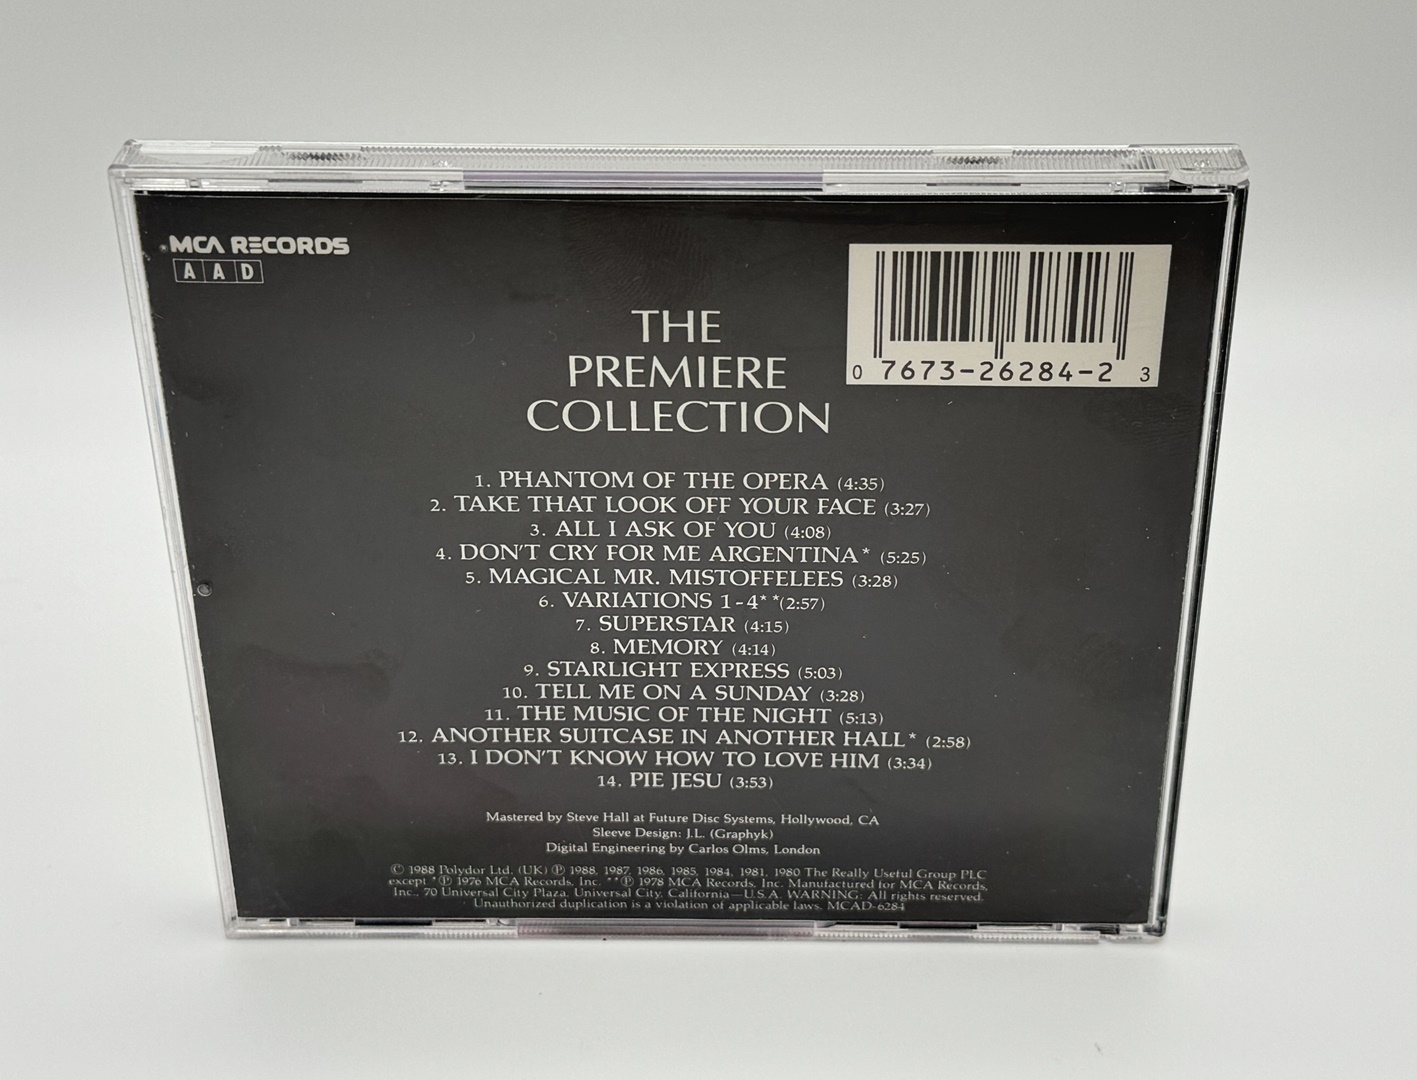 MCA RECORDS
A A D
0 7673-26284-2 3
THE
PREMIERE
COLLECTION
1. PHANTOM OF THE OPERA (4:35)
2. TAKE THAT LOOK OFF YOUR FACE (3:27)
3. ALL I ASK OF YOU (4:08)
4. DON'T CRY FOR ME ARGENTINA* (5:25)
5. MAGICAL MR. MISTOFFELEES (3:28)
6. VARIATIONS 1-4** (2:57)
7. SUPERSTAR (4:15)
8. MEMORY (4:14)
9. STARLIGHT EXPRESS (5:03)
10. TELL ME ON A SUNDAY (3:28)
11. THE MUSIC OF THE NIGHT (5:13)
12. ANOTHER SUITCASE IN ANOTHER HALL* (2:58)
13. I DON'T KNOW HOW TO LOVE HIM (3:34)
14. PIE JESU (3:53)
Mastered by Steve Hall at Future Disc Systems, Hollywood, CA
Sleeve Design: J.L. (Graphyk)
Digital Engineering by Carlos Olms, London
© 1988 Polydor Ltd. (UK) ℗ 1988, 1987, 1986, 1985, 1984, 1981, 1980 The Really Useful Group PLC
except *℗ 1976 MCA Records, Inc. **℗ 1978 MCA Records, Inc. Manufactured for MCA Records,
Inc., 70 Universal City Plaza, Universal City, California—U.S.A. WARNING: All rights reserved.
Unauthorized duplication is a violation of applicable laws. MCAD-6284